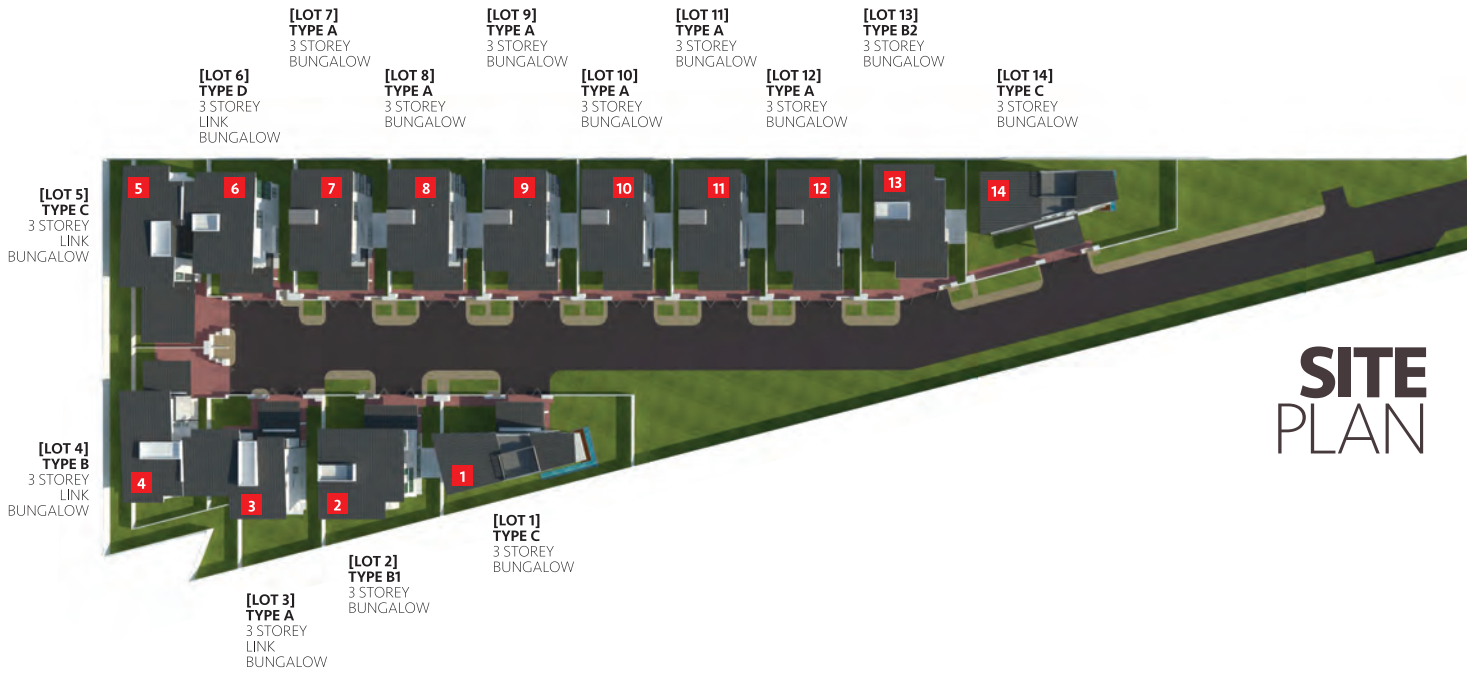 [LOT 7]
TYPE A
3 STOREY
BUNGALOW
[LOT 9]
TYPE A
3 STOREY
BUNGALOW
[LOT 11]
TYPE A
3 STOREY
BUNGALOW
[LOT 13]
TYPE B2
3 STOREY
BUNGALOW
[LOT 6]
TYPE D
3 STOREY
LINK
BUNGALOW
[LOT 8]
TYPE A
3 STOREY
BUNGALOW
[LOT 10]
TYPE A
3 STOREY
BUNGALOW
[LOT 12]
TYPE A
3 STOREY
BUNGALOW
[LOT 14]
TYPE C
3 STOREY
BUNGALOW
[LOT 5]
TYPE C
3 STOREY
LINK
BUNGALOW
5
6
7
8
9
10
11
12
13
14
SITE
PLAN
[LOT 4]
TYPE B
3 STOREY
LINK
BUNGALOW
4
3
2
1
[LOT 1]
TYPE C
3 STOREY
BUNGALOW
[LOT 2]
TYPE B1
3 STOREY
BUNGALOW
[LOT 3]
TYPE A
3 STOREY
LINK
BUNGALOW